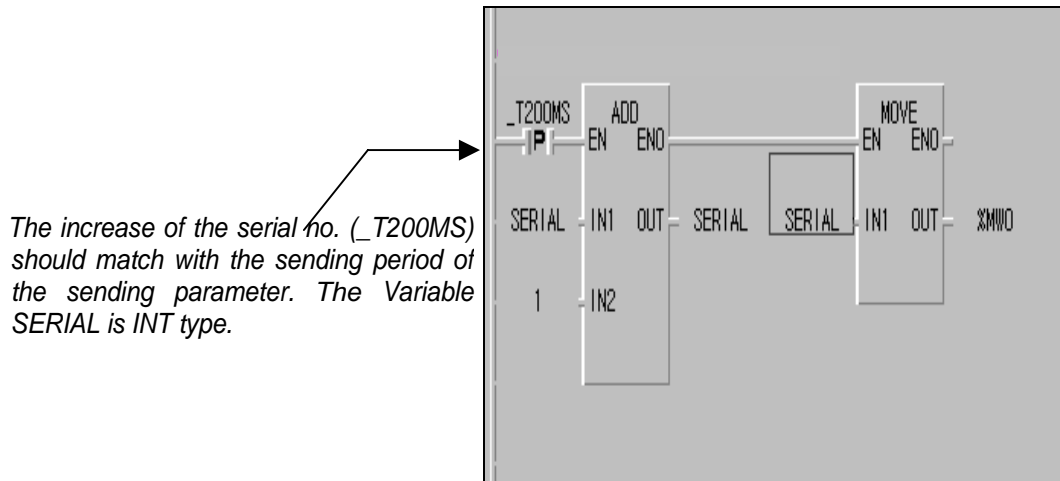 The increase of the serial no. (_T200MS)
should match with the sending period of
the sending parameter. The Variable
SERIAL is INT type.
_T200MS ADD MOVE
P EN ENO EN ENO
SERIAL IN1 OUT SERIAL SERIAL IN1 OUT %MW0
1 IN2